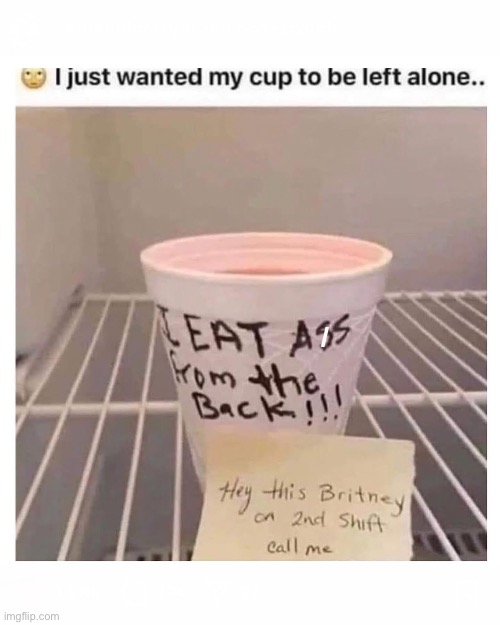 🙄 I just wanted my cup to be left alone..
I EAT ASS
from the
Back!!!
Hey this Britney
on 2nd Shift
call me
imgflip.com